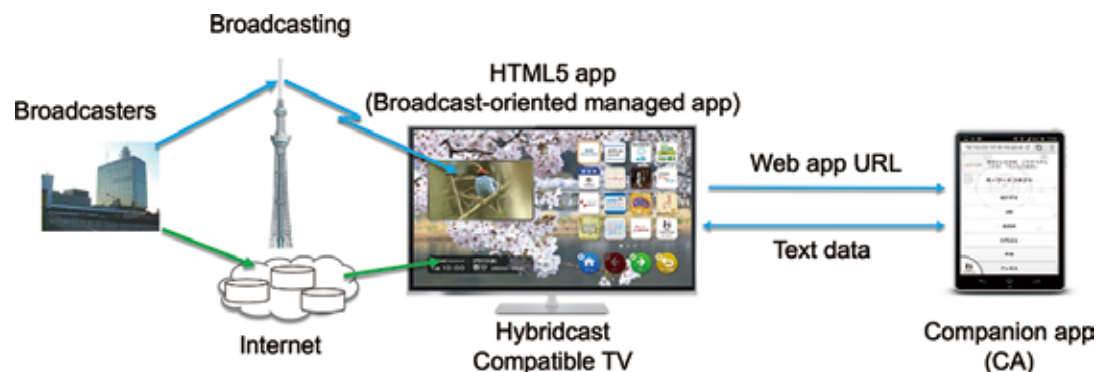 Broadcasting
Broadcasters
HTML5 app
(Broadcast-oriented managed app)
Web app URL
Text data
Internet
Hybridcast
Compatible TV
Companion app
(CA)